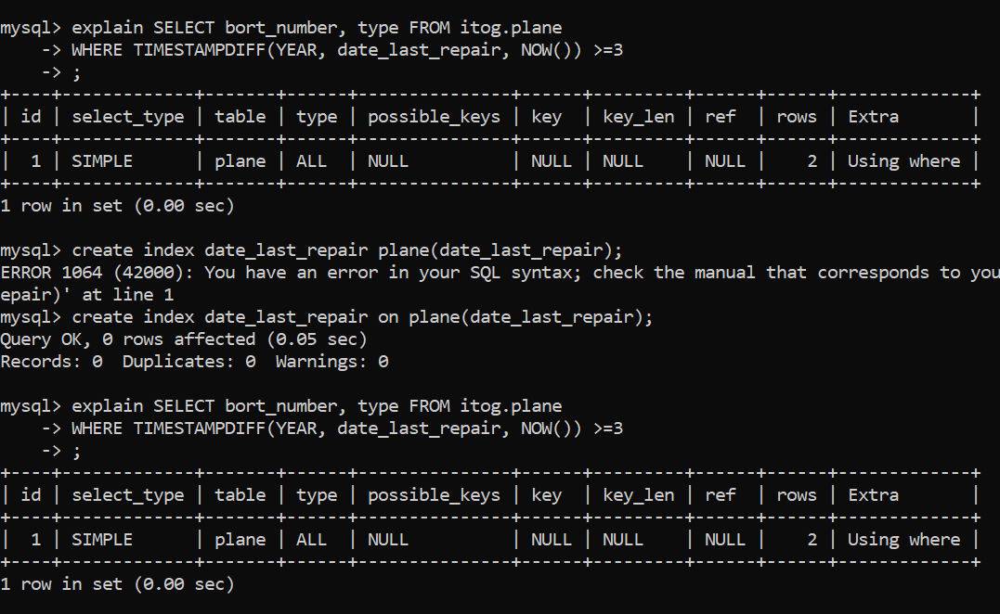 mysql> explain SELECT bort_number, type FROM itog.plane
    -> WHERE TIMESTAMPDIFF(YEAR, date_last_repair, NOW()) >=3
    -> ;
+----+-------------+-------+------+---------------+------+---------+------+------+-------------+
| id | select_type | table | type | possible_keys | key  | key_len | ref  | rows | Extra       |
+----+-------------+-------+------+---------------+------+---------+------+------+-------------+
|  1 | SIMPLE      | plane | ALL  | NULL          | NULL | NULL    | NULL |    2 | Using where |
+----+-------------+-------+------+---------------+------+---------+------+------+-------------+
1 row in set (0.00 sec)
mysql> create index date_last_repair plane(date_last_repair);
ERROR 1064 (42000): You have an error in your SQL syntax; check the manual that corresponds to you
epair)' at line 1
mysql> create index date_last_repair on plane(date_last_repair);
Query OK, 0 rows affected (0.05 sec)
Records: 0  Duplicates: 0  Warnings: 0
mysql> explain SELECT bort_number, type FROM itog.plane
    -> WHERE TIMESTAMPDIFF(YEAR, date_last_repair, NOW()) >=3
    -> ;
+----+-------------+-------+------+---------------+------+---------+------+------+-------------+
| id | select_type | table | type | possible_keys | key  | key_len | ref  | rows | Extra       |
+----+-------------+-------+------+---------------+------+---------+------+------+-------------+
|  1 | SIMPLE      | plane | ALL  | NULL          | NULL | NULL    | NULL |    2 | Using where |
+----+-------------+-------+------+---------------+------+---------+------+------+-------------+
1 row in set (0.00 sec)